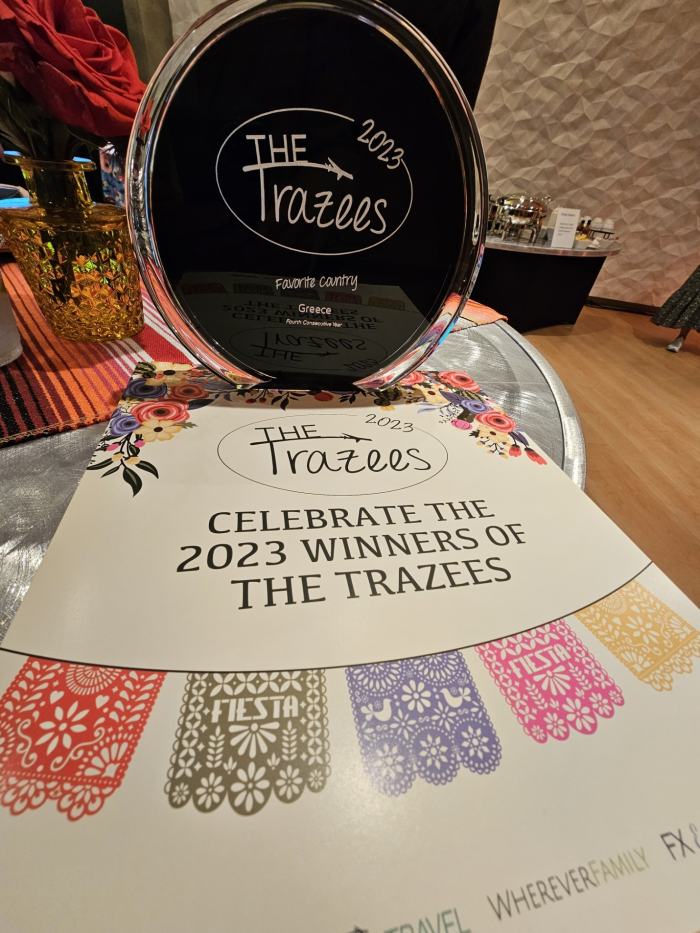 THE
2023
Trazees
Favorite Country
Greece
Fourth Consecutive Year
THE
2023
Trazees
CELEBRATE THE
2023 WINNERS OF
THE TRAZEES
FIESTA
FIESTA
TRAVEL
WHEREVERFAMILY
FX